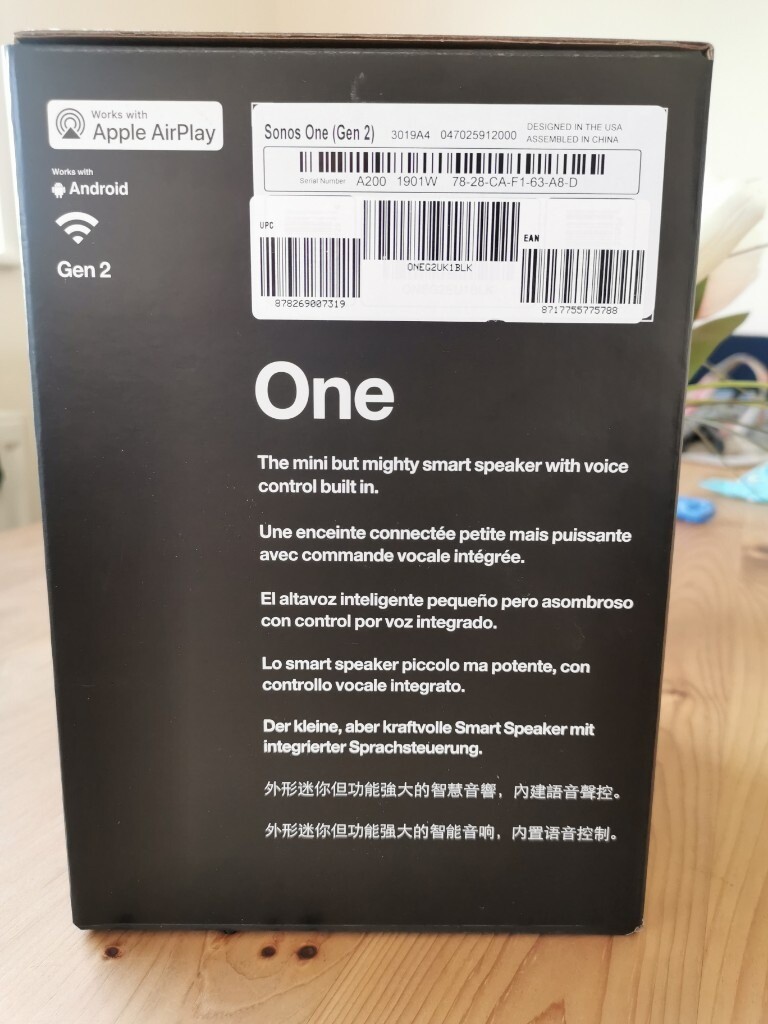 Works with
Apple AirPlay
Works with
Android
Gen 2
Sonos One (Gen 2) 3019A4 047025912000 DESIGNED IN THE USA
ASSEMBLED IN CHINA
Serial Number A200 1901W 78-28-CA-F1-63-A8-D
UPC
878269007319
ONEG2UK1BLK
EAN
8717755775788
One
The mini but mighty smart speaker with voice
control built in.
Une enceinte connectée petite mais puissante
avec commande vocale intégrée.
El altavoz inteligente pequeño pero asombroso
con control por voz integrado.
Lo smart speaker piccolo ma potente, con
controllo vocale integrato.
Der kleine, aber kraftvolle Smart Speaker mit
integrierter Sprachsteuerung.
外形迷你但功能強大的智慧音響，內建語音聲控。
外形迷你但功能强大的智能音响，内置语音控制。